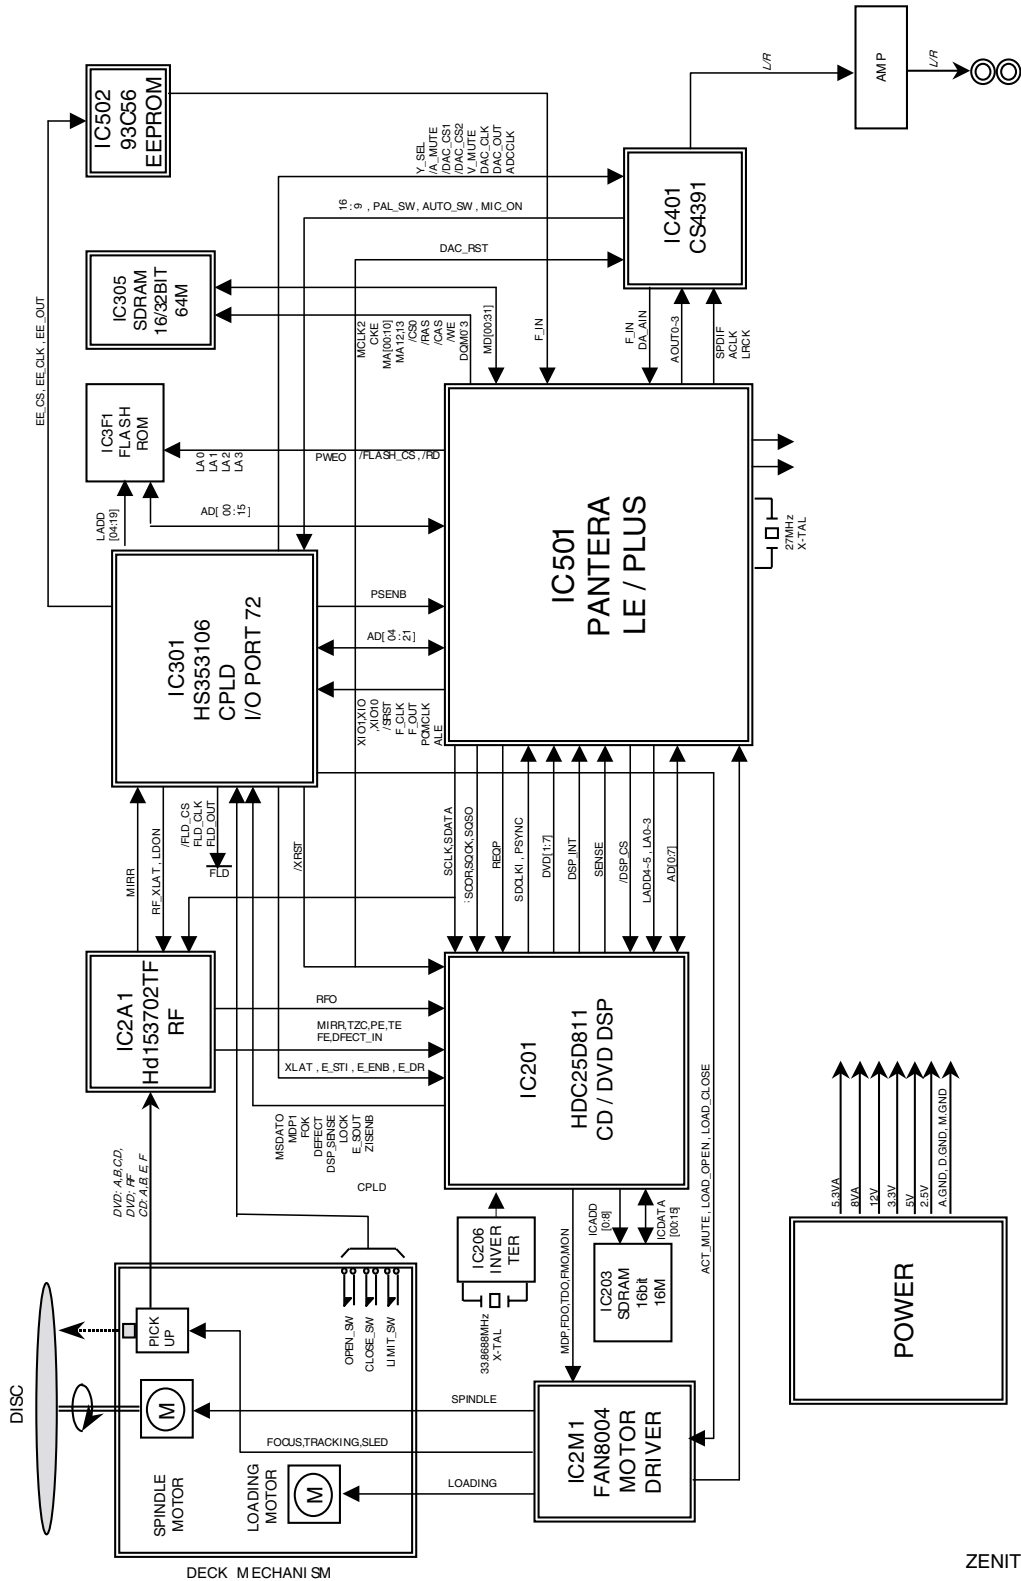 IC502
93C56
EEPROM
IC305
SDRAM
16/32BIT
64M
IC3F1
FLASH
ROM
IC301
HS353106
CPLD
I/O PORT 72
IC2A1
Hd153702TF
RF
IC501
PANTERA
LE / PLUS
IC401
CS4391
AMP
L/R
L/R
IC201
HDC25D811
CD / DVD DSP
IC206
INVER
TER
IC203
SDRAM
16bit
16M
IC2M1
FAN8004
MOTOR
DRIVER
POWER
5.3VA
8VA
12V
3.3V
5V
2.5V
A.GND, D.GND, M.GND
EE_CS, EE_CLK , EE_OUT
F_IN
Y_SEL
/A_MUTE
/DAC_CS1
/DAC_CS2
V_MUTE
DAC_CLK
DAC_OUT
ADCCLK
16 : 9 , PAL_SW , AUTO_SW , MIC_ON
DAC_RST
MCLK2
CKE
MA[00:10]
MA12,13
/CS0
/RAS
/CAS
/WE
DQM0'3
MD[00:31]
F_IN
DA_AIN
AOUT0~3
SPDIF
ACLK
LRCK
LA0
LA1
LA2
LA3
PWEO
/FLASH_CS , /RD
LADD
[04:19]
AD[ 00 : 15 ]
27MHz
X-TAL
PSENB
AD[ 04 : 21 ]
XIO1,XIO
,XIO10
/SRST
F_CLK
F_OUT
PCMCLK
ALE
MIRR
RF_XLAT , LDON
/FLD_CS
FLD_CLK
FLD_OUT
FLD
/XRST
SCLK,SDATA
:SCOR,SQCK,SQSO
REQP
SDCLKI , PSYNC
DVD[1:7]
DSP_INT
SENSE
/DSP_CS
LADD4~5 , LA0~3
AD[0:7]
RFO
MIRR,TZC,PE,TE
FE,DFECT_IN
XLAT , E_STI , E_ENB , E_DR
MSDATO
MDP1
FOK
DEFECT
DSP_SENSE
LOCK
E_SOUT
ZISENB
CPLD
DVD: A,B,C,D,
DVD; RF
CD: A, B, E, F
ICADD
[0:8]
ICDATA
[00:15]
33.8688MHz
X-TAL
MDP,FDO,TDO,FMO,MON
ACT_MUTE , LOAD_OPEN , LOAD_CLOSE
DISC
PICK
UP
OPEN_SW
CLOSE_SW
LIMIT_SW
M
SPINDLE
MOTOR
M
LOADING
MOTOR
SPINDLE
FOCUS,TRACKING,SLED
LOADING
DECK MECHANISM
ZENIT